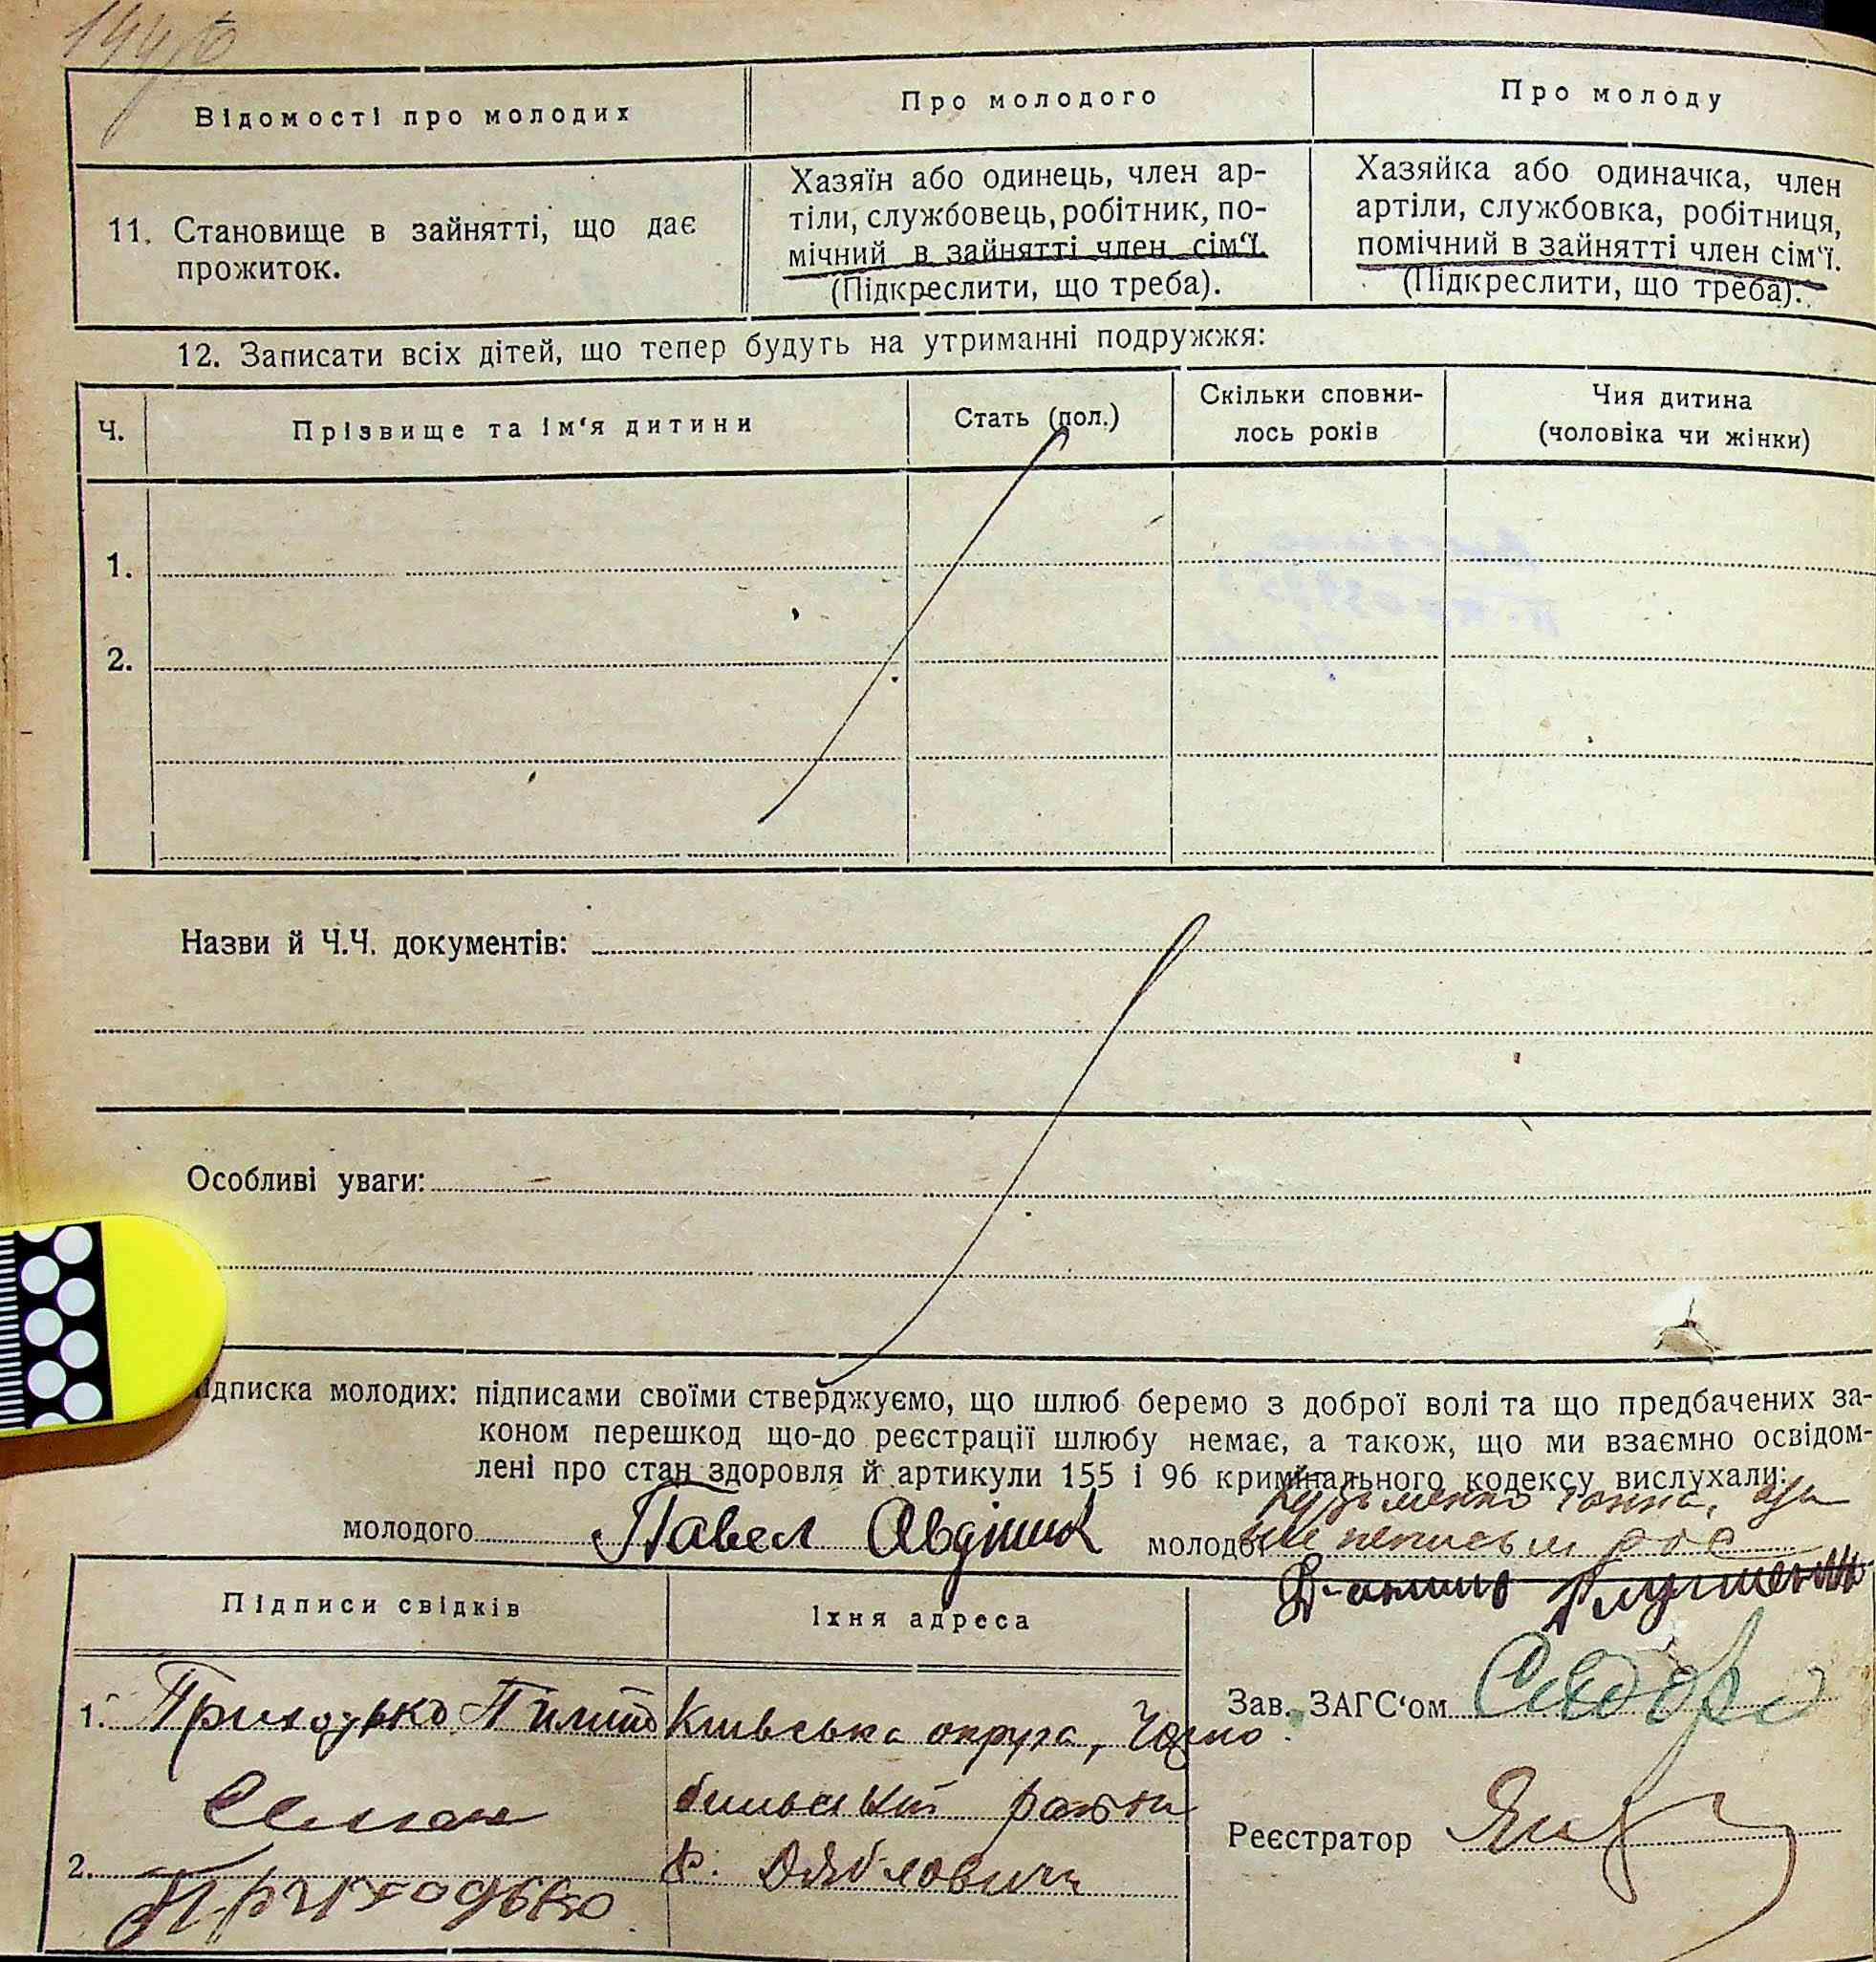 Відомості про молодих
Про молодого
Про молоду
11. Становище в зайнятті, що дає
прожиток.
Хазяїн або одинець, член ар-
тіли, службовець, робітник, по-
мічний в зайнятті член сім‘ї.
(Підкреслити, що треба).
Хазяйка або одиначка, член
артіли, службовка, робітниця,
помічний в зайнятті член сім‘ї.
(Підкреслити, що треба).
12. Записати всіх дітей, що тепер будуть на утриманні подружжя:
Ч.
Прізвище та ім‘я дитини
Стать (пол.)
Скільки сповни-
лось років
Чия дитина
(чоловіка чи жінки)
1.
2.
Назви й Ч.Ч. документів:
Особливі уваги:
ідписка молодих: підписами своїми стверджуємо, що шлюб беремо з доброї волі та що предбачених за-
коном перешкод що-до реєстрації шлюбу немає, а також, що ми взаємно освідом-
лені про стан здоровля й артикули 155 і 96 кримінального кодексу вислухали:
молодого Павел Авдіюк
молодої
Підписи свідків
Їхня адреса
1. Приходько Пилип
Київська округа, Чорно
бильський район
Семен
2. Приходько
с. Дябловичи
Зав. ЗАГС‘ом
Реєстратор